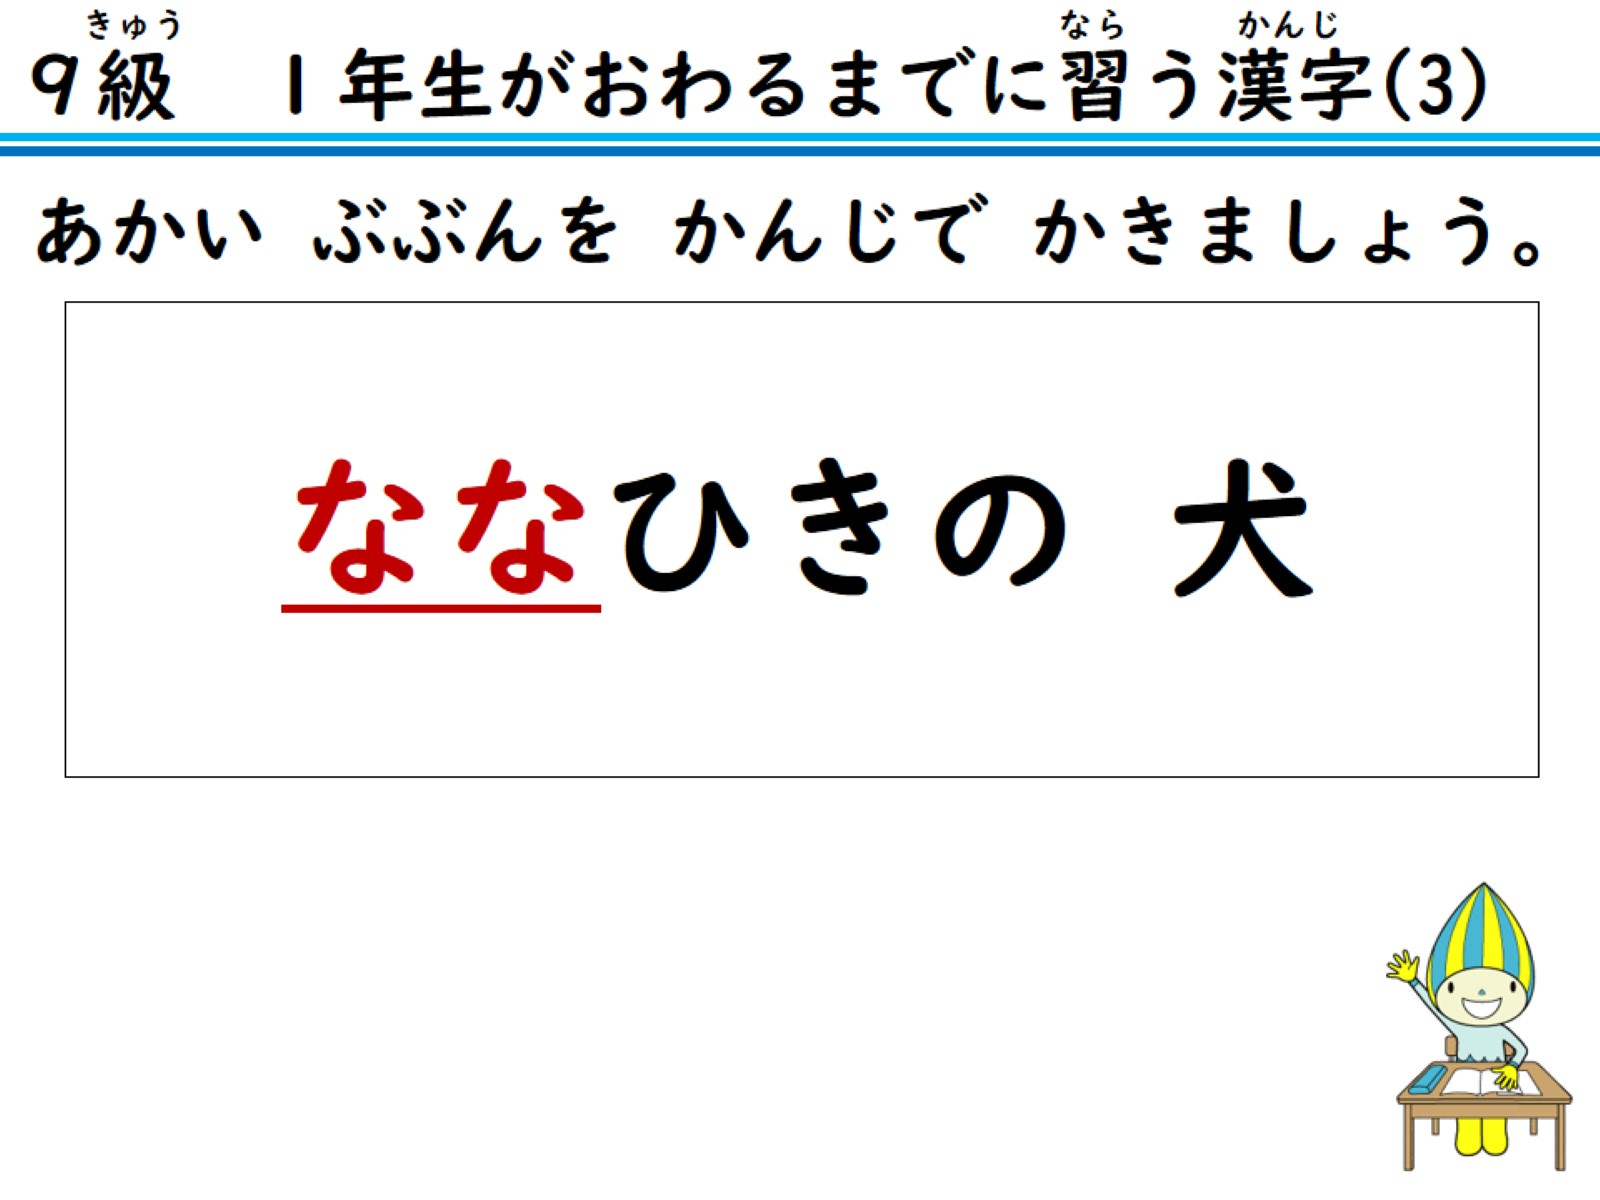 きゅう なら かんじ
9級 1年生がおわるまでに習う漢字(3)
あかい ぶぶんを かんじで かきましょう。
ななひきの 犬